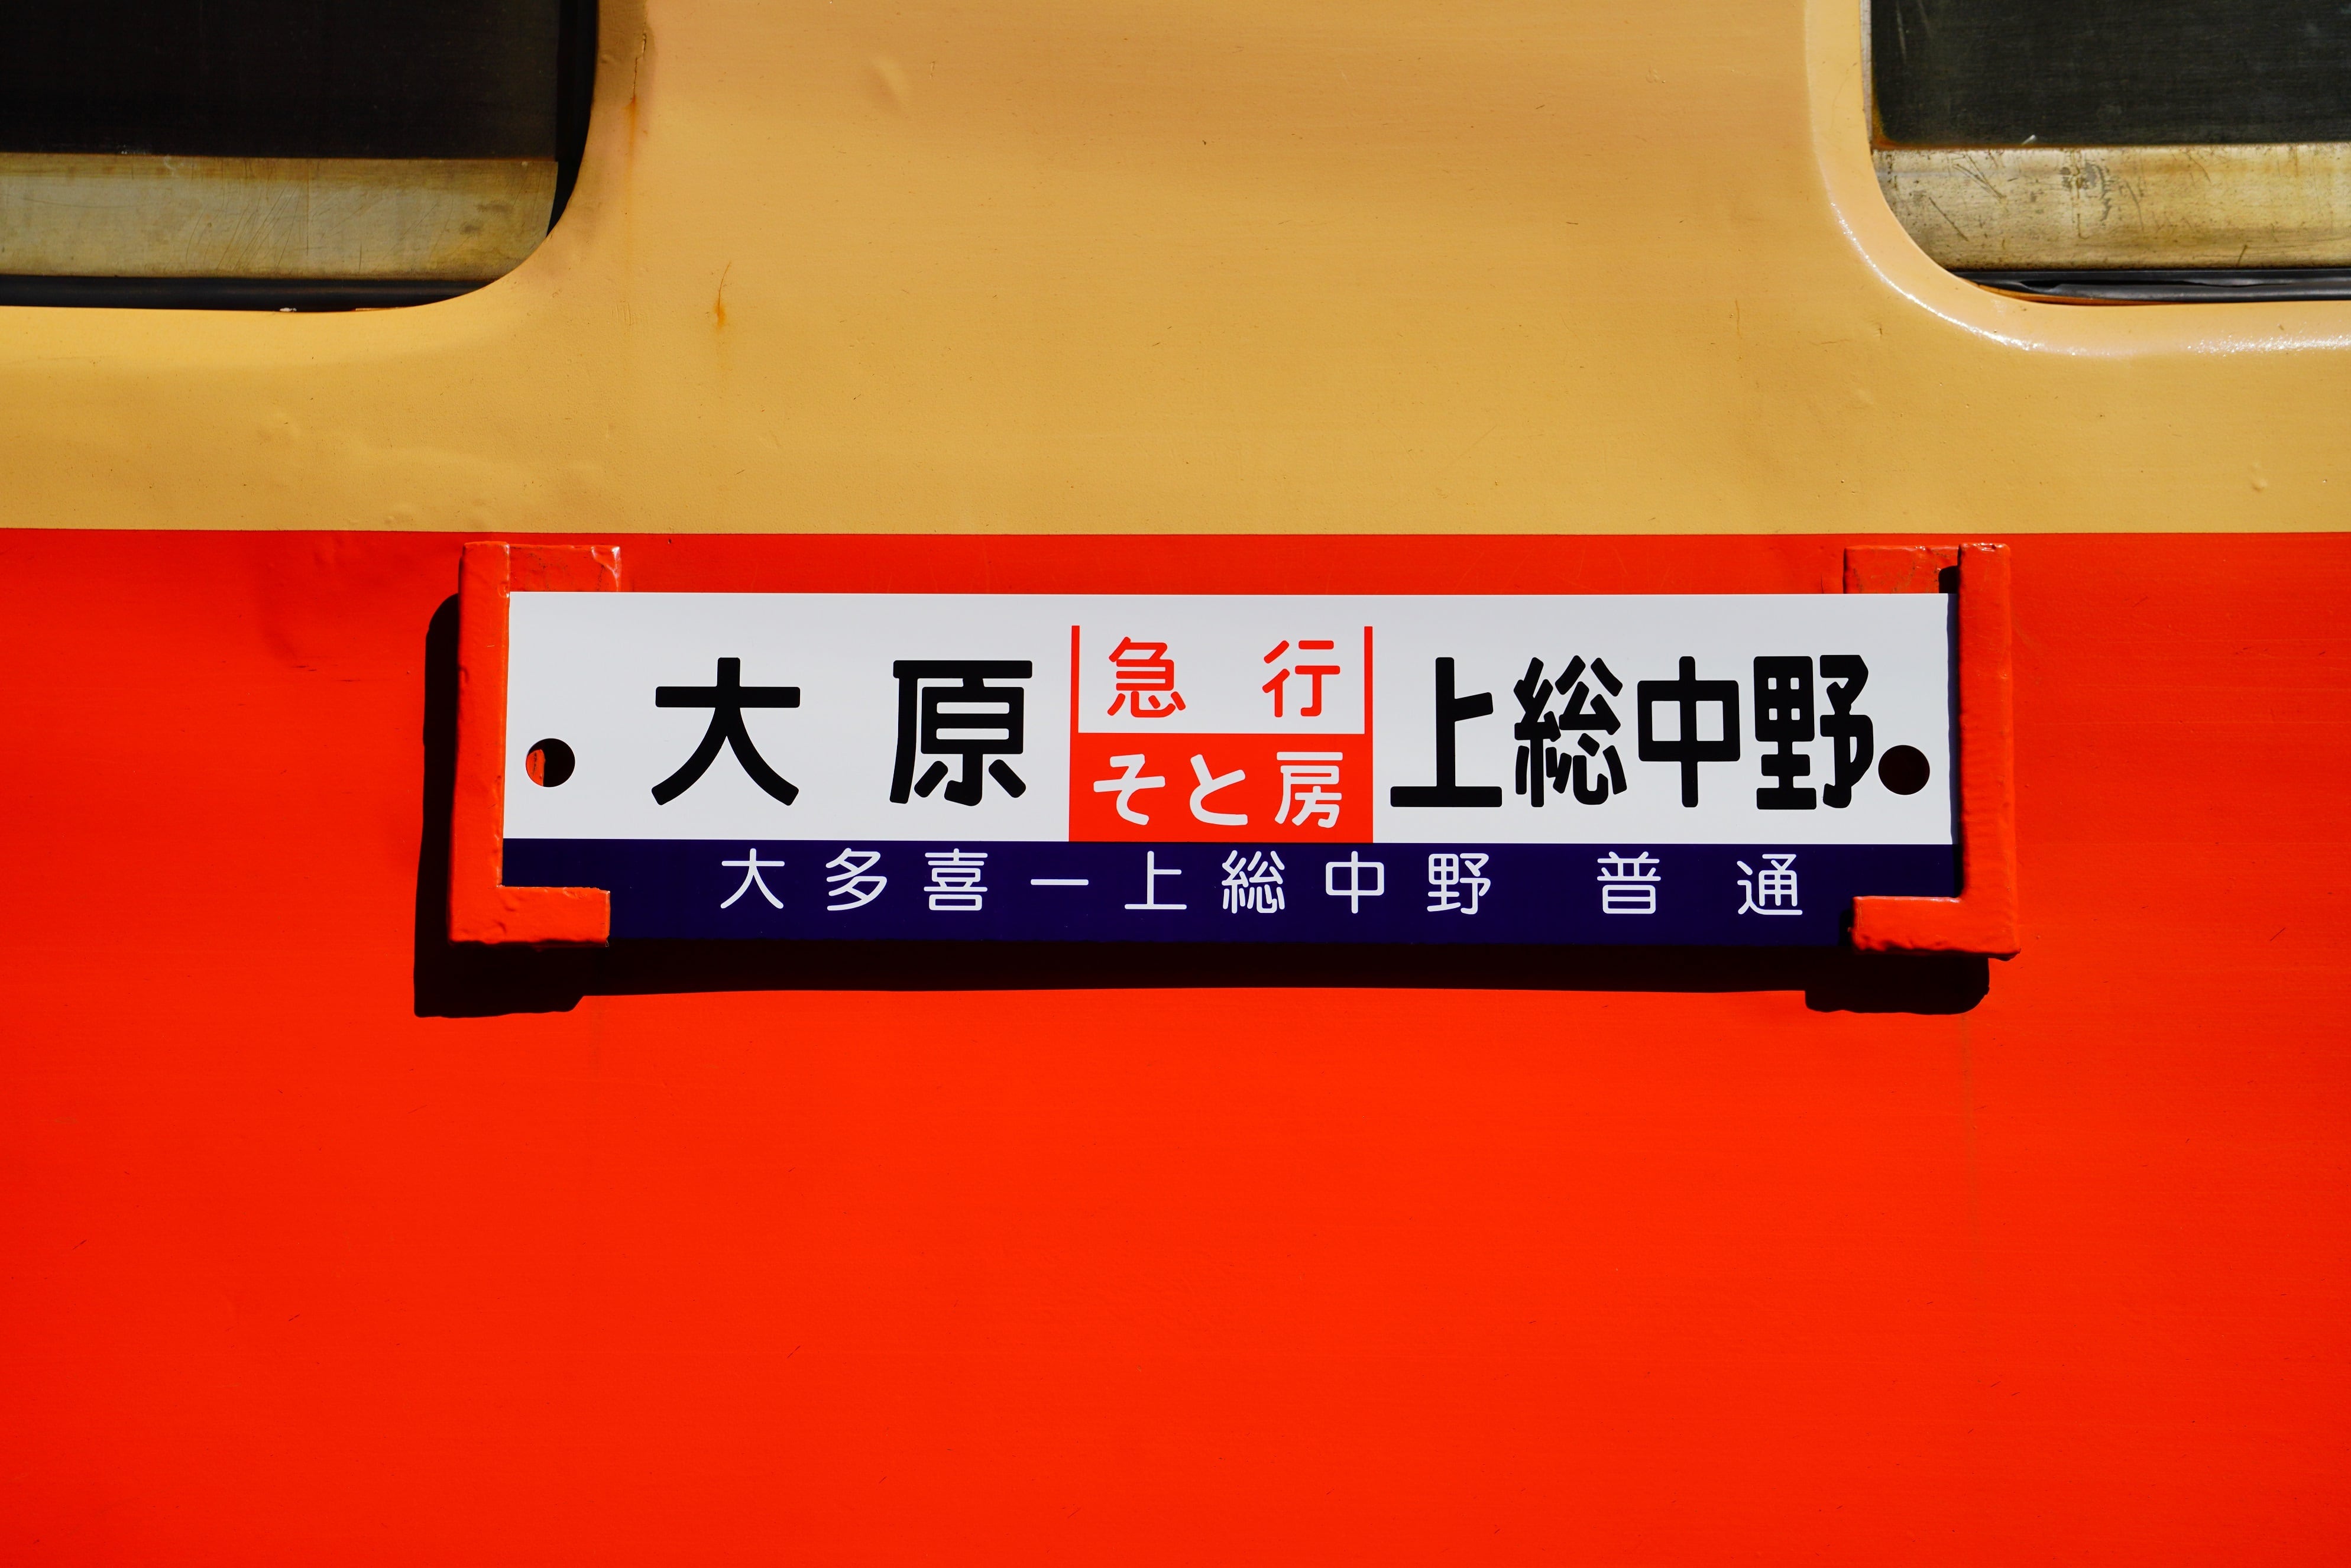 大原 急行 上総中野
そと房
大多喜ー上総中野 普通